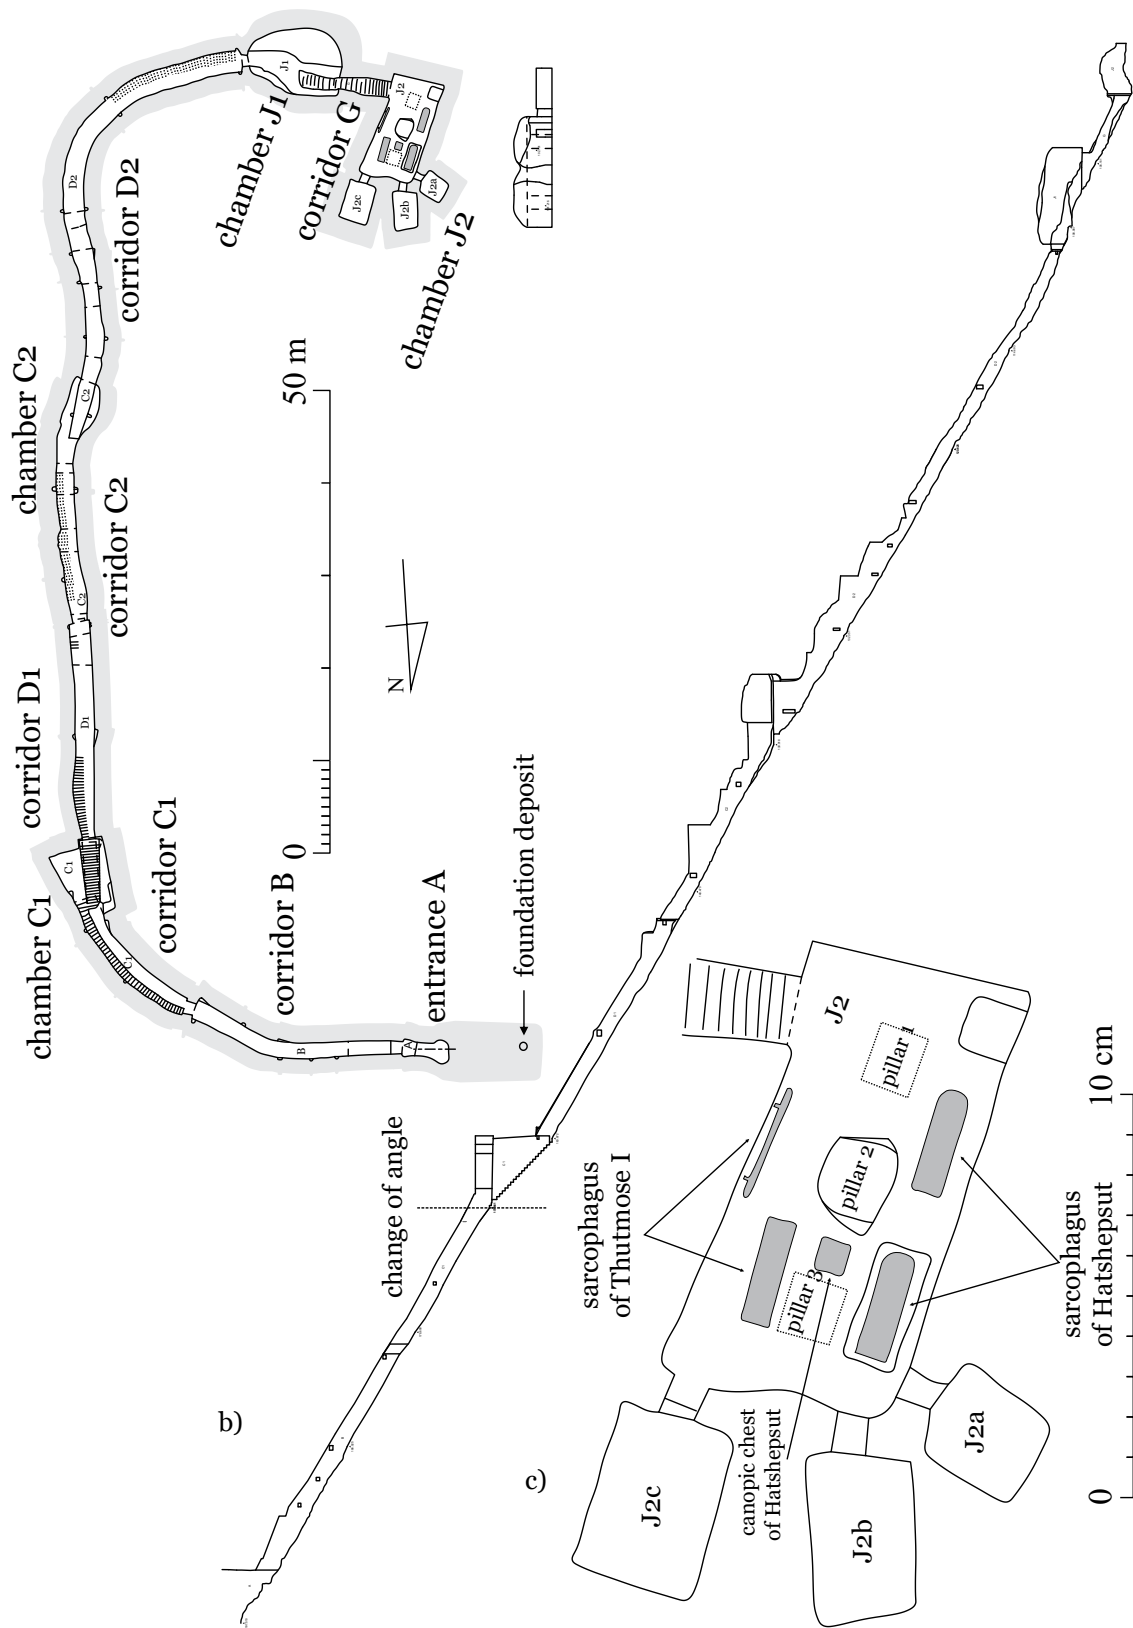 chamber C1
corridor D1
chamber C2
corridor C1
corridor C2
corridor D2
corridor B
entrance A
foundation deposit
chamber J1
corridor G
chamber J2
A
B
C1
C1
D1
C2
C2
D2
J1
J2
J2a
J2b
J2c
0
50 m
N
b)
change of angle
c)
J2
pillar 1
pillar 2
pillar 3
sarcophagus
of Thutmose I
sarcophagus
of Hatshepsut
canopic chest
of Hatshepsut
J2c
J2b
J2a
0
10 cm